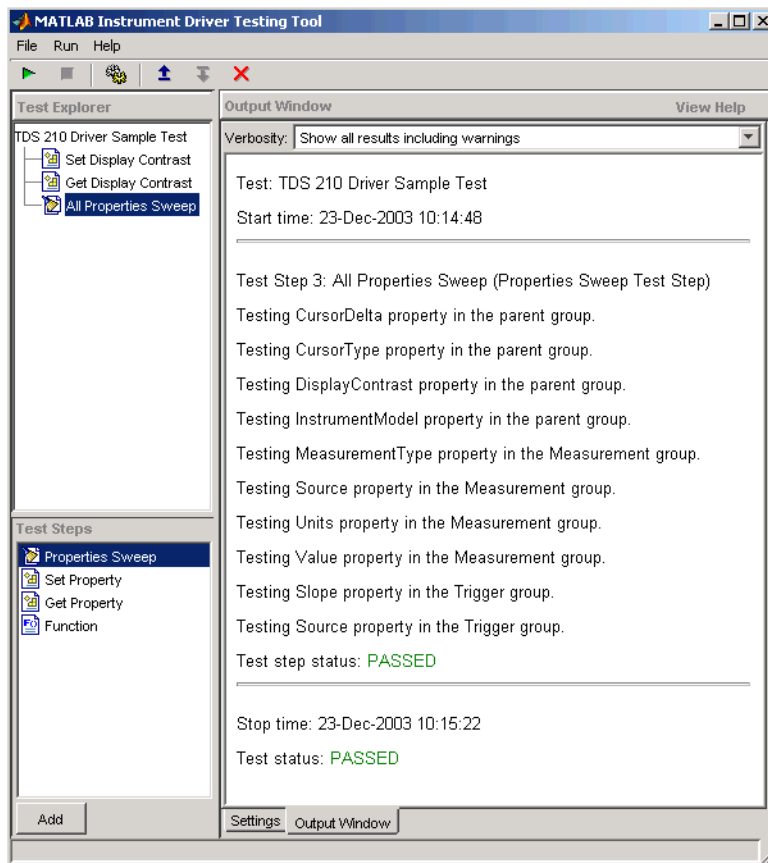 MATLAB Instrument Driver Testing Tool
File Run Help
Test Explorer
TDS 210 Driver Sample Test
Set Display Contrast
Get Display Contrast
All Properties Sweep
Test Steps
Properties Sweep
Set Property
Get Property
Function
Add
Output Window View Help
Verbosity: Show all results including warnings
Test: TDS 210 Driver Sample Test
Start time: 23-Dec-2003 10:14:48
Test Step 3: All Properties Sweep (Properties Sweep Test Step)
Testing CursorDelta property in the parent group.
Testing CursorType property in the parent group.
Testing DisplayContrast property in the parent group.
Testing InstrumentModel property in the parent group.
Testing MeasurementType property in the Measurement group.
Testing Source property in the Measurement group.
Testing Units property in the Measurement group.
Testing Value property in the Measurement group.
Testing Slope property in the Trigger group.
Testing Source property in the Trigger group.
Test step status: PASSED
Stop time: 23-Dec-2003 10:15:22
Test status: PASSED
Settings Output Window